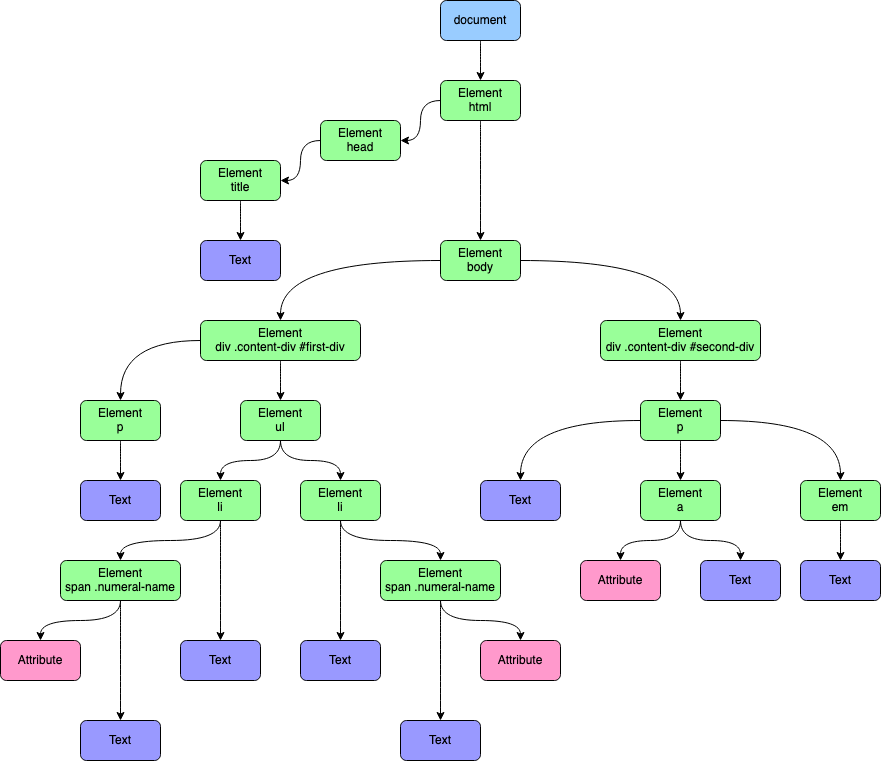 document
Element
html
Element
head
Element
title
Text
Element
body
Element
div .content-div #first-div
Element
div .content-div #second-div
Element
p
Element
ul
Element
p
Text
Element
li
Element
li
Text
Element
a
Element
em
Element
span .numeral-name
Element
span .numeral-name
Attribute
Text
Text
Attribute
Text
Text
Attribute
Text
Text